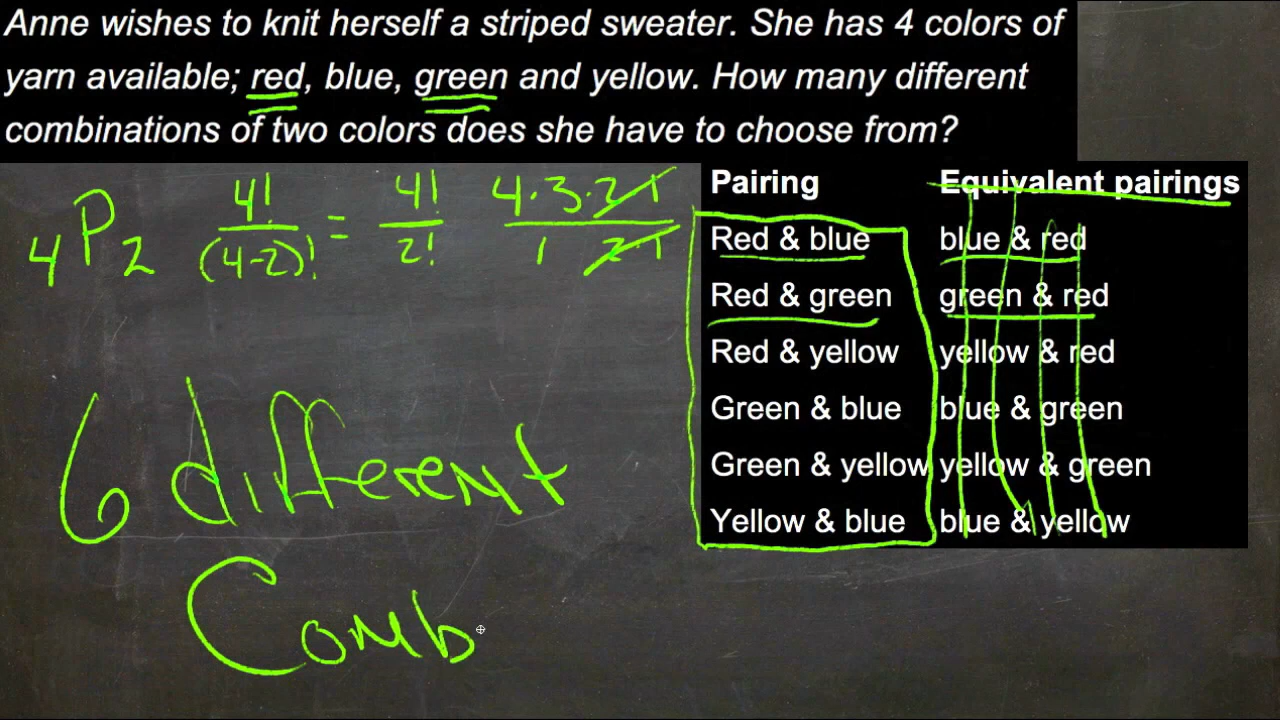 Anne wishes to knit herself a striped sweater. She has 4 colors of
yarn available; red, blue, green and yellow. How many different
combinations of two colors does she have to choose from?
4P2 4!/(4-2)! = 4!/2! 4·3·2·1/1 2·1
Pairing Equivalent pairings
Red & blue blue & red
Red & green green & red
Red & yellow yellow & red
Green & blue blue & green
Green & yellow yellow & green
Yellow & blue blue & yellow
6 different
Comb